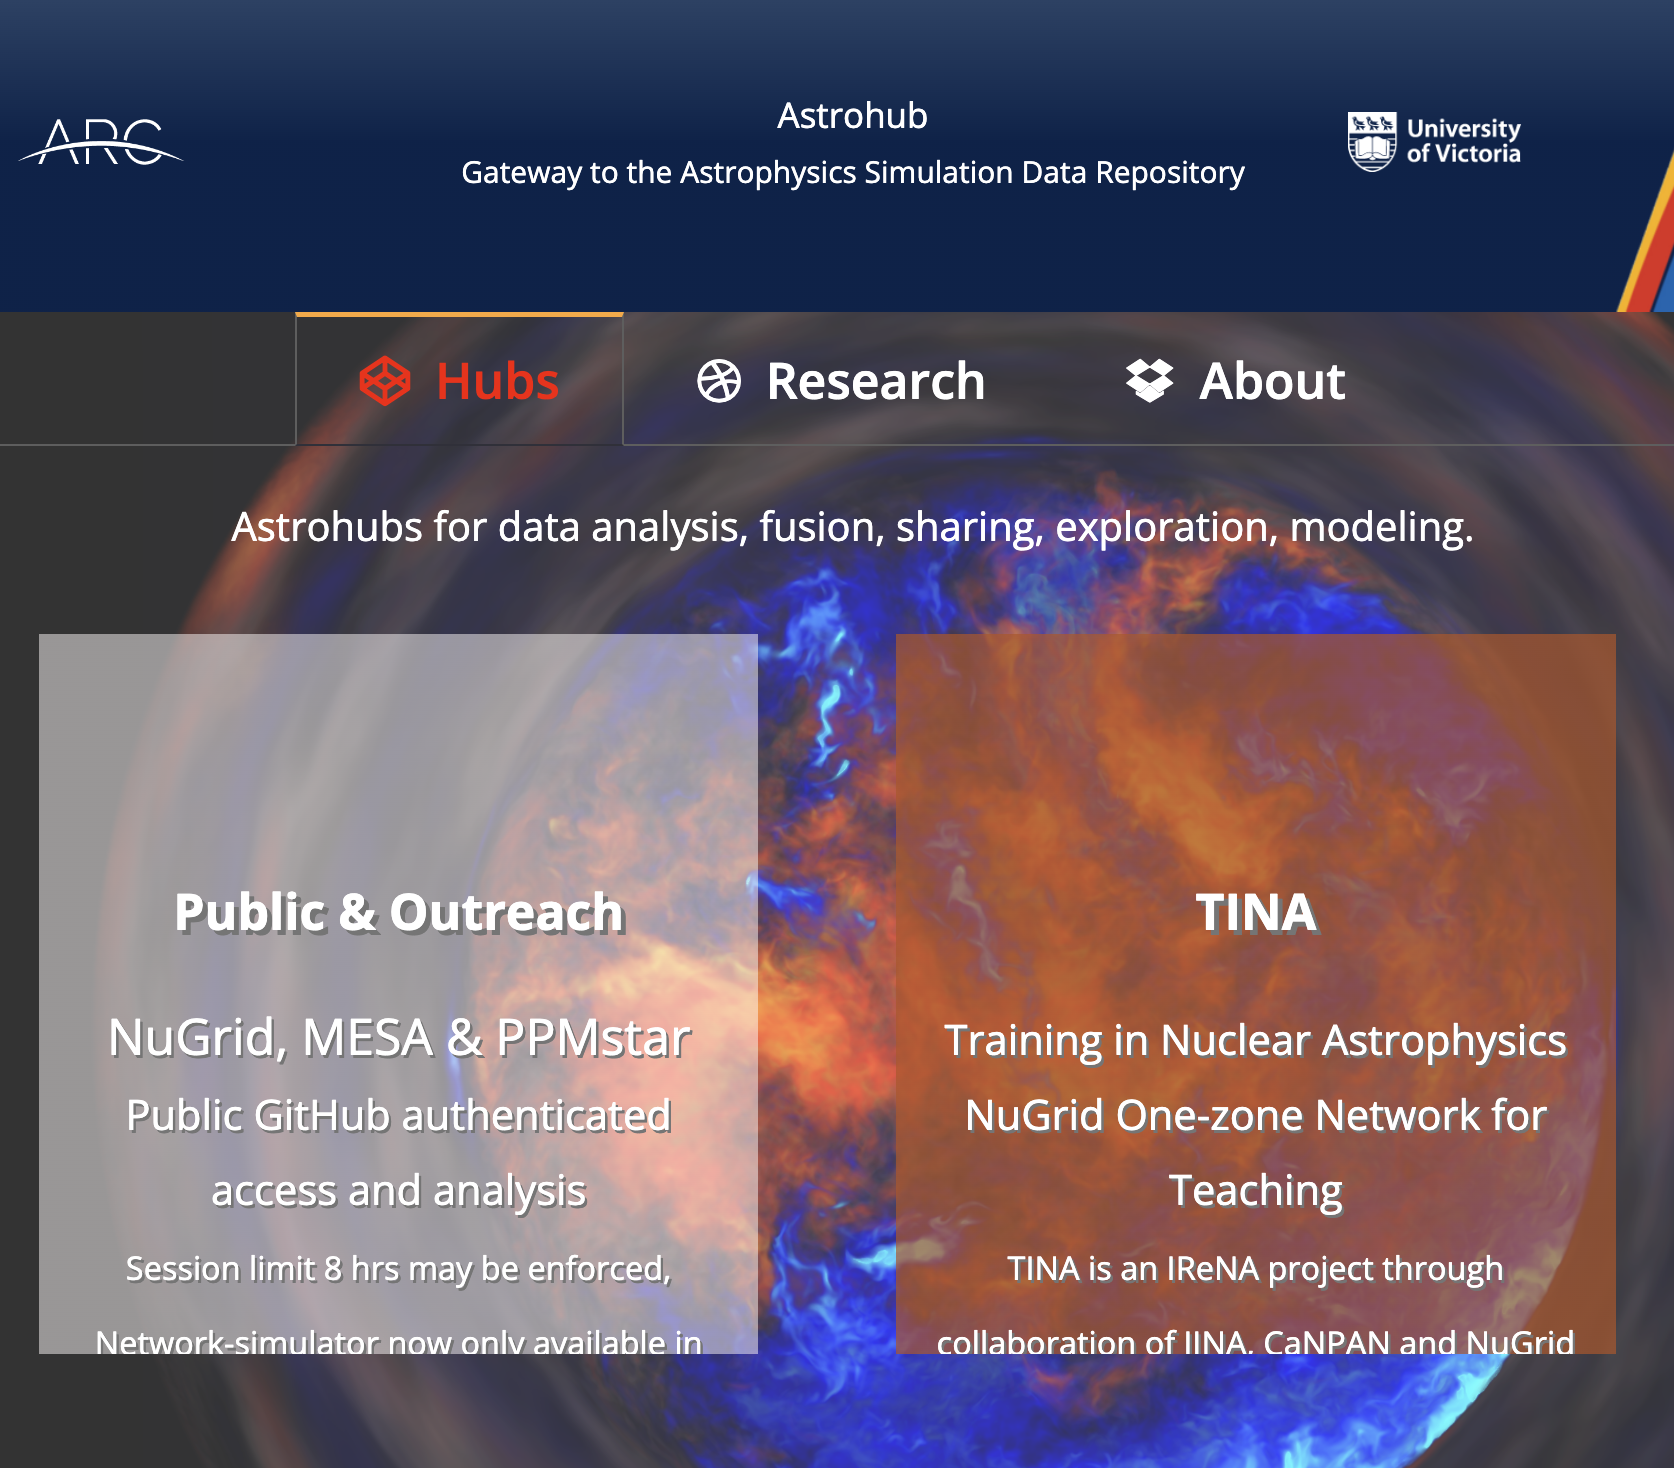 ARC
Astrohub
Gateway to the Astrophysics Simulation Data Repository
University
of Victoria
Hubs
Research
About
Astrohubs for data analysis, fusion, sharing, exploration, modeling.
Public & Outreach
NuGrid, MESA & PPMstar
Public GitHub authenticated
access and analysis
Session limit 8 hrs may be enforced,
Network-simulator now only available in
TINA
Training in Nuclear Astrophysics
NuGrid One-zone Network for
Teaching
TINA is an IReNA project through
collaboration of JINA, CaNPAN and NuGrid